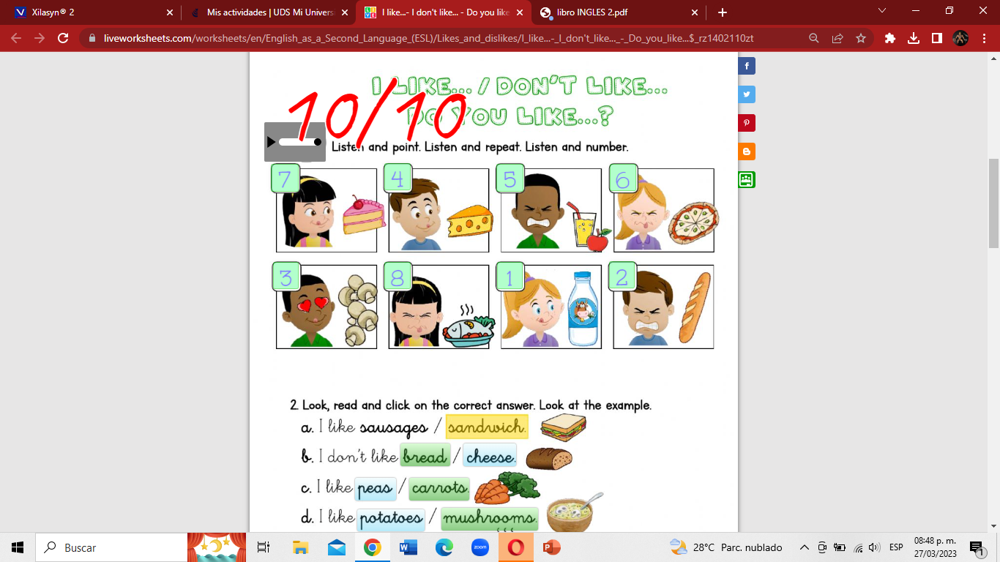 Xilasyn® 2
Mis actividades | UDS Mi Universi
I like...- I don't like... - Do you like
libro INGLES 2.pdf
liveworksheets.com/worksheets/en/English_as_a_Second_Language_(ESL)/Likes_and_dislikes/I_like...-_I_don't_like..._-_Do_you_like...$_rz1402110zt
I LIKE... / DON'T LIKE...
DO YOU LIKE...?
10/10
Listen and point. Listen and repeat. Listen and number.
7 4 5 6
3 8 1 2
2. Look, read and click on the correct answer. Look at the example.
a. I like sausages / sandwich.
b. I don't like bread / cheese.
c. I like peas / carrots.
d. I like potatoes / mushrooms.
Buscar
28°C Parc. nublado
ESP
08:48 p. m.
27/03/2023
1